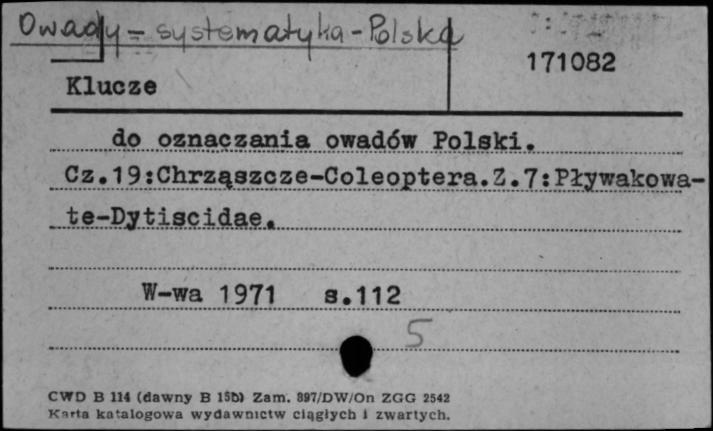 Owady - systematyka - Polska
171082
Klucze
do oznaczania owadów Polski.
Cz.19:Chrząszcze-Coleoptera.Z.7:Pływakowa-
te-Dytiscidae.
W-wa 1971 s.112
5
CWD B 114 (dawny B 15b) Zam. 897/DW/On ZGG 2542
Karta katalogowa wydawnictw ciągłych i zwartych.